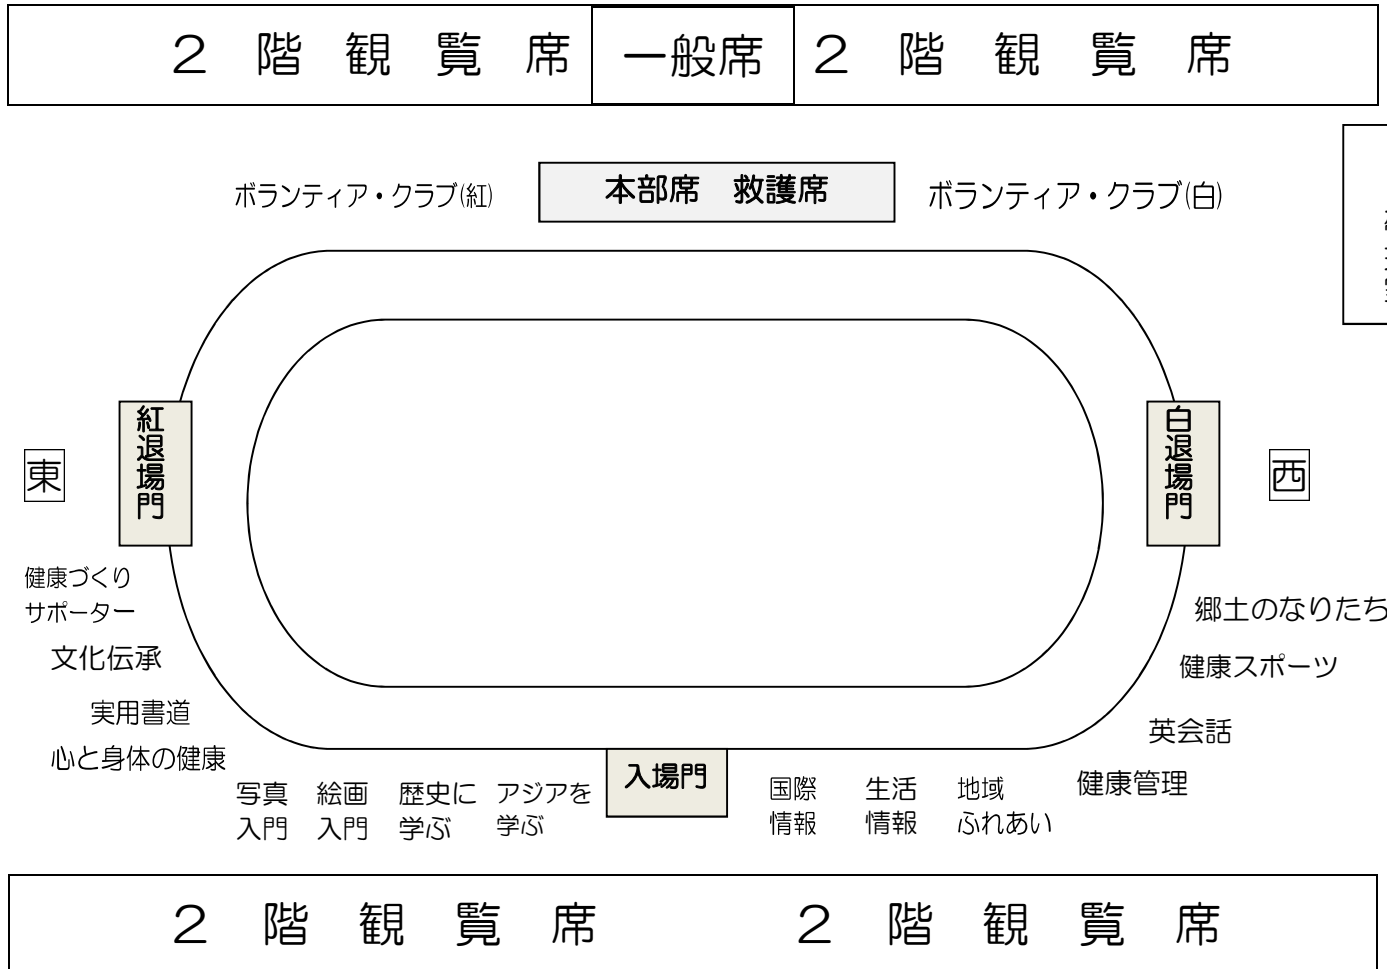 ２階観覧席
一般席
２階観覧席
ボランティア・クラブ(紅)
本部席　救護席
ボランティア・クラブ(白)
紅退場門
白退場門
東
西
健康づくり
サポーター
文化伝承
実用書道
心と身体の健康
写真
入門
絵画
入門
歴史に
学ぶ
アジアを
学ぶ
入場門
国際
情報
生活
情報
地域
ふれあい
健康管理
英会話
健康スポーツ
郷土のなりたち
２階観覧席
２階観覧席